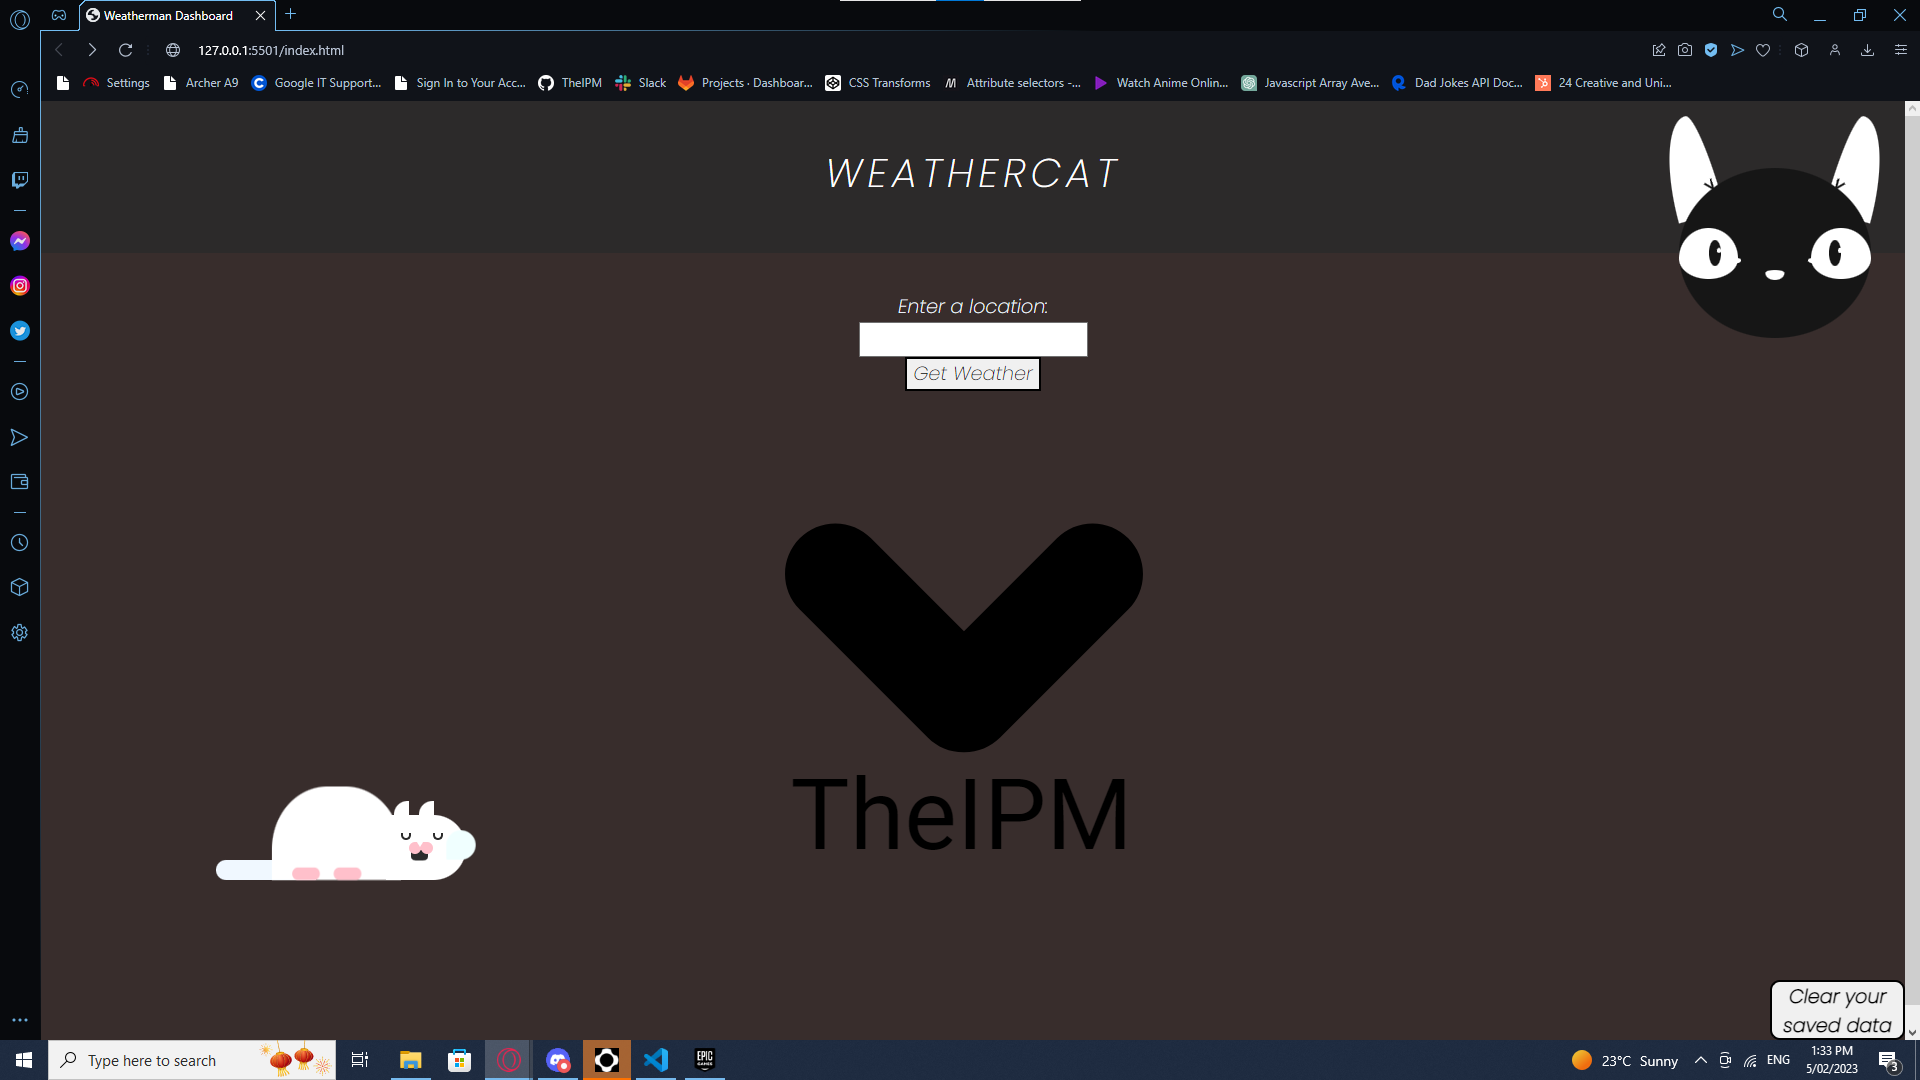 Weatherman Dashboard
127.0.0.1:5501/index.html
Settings
Archer A9
Google IT Support...
Sign In to Your Acc...
TheIPM
Slack
Projects · Dashboar...
CSS Transforms
Attribute selectors -...
Watch Anime Onlin...
Javascript Array Ave...
Dad Jokes API Doc...
24 Creative and Uni...
WEATHERCAT
Enter a location:
Get Weather
TheIPM
Clear your
saved data
Type here to search
EPIC
GAMES
23°C Sunny
ENG
1:33 PM
5/02/2023
3